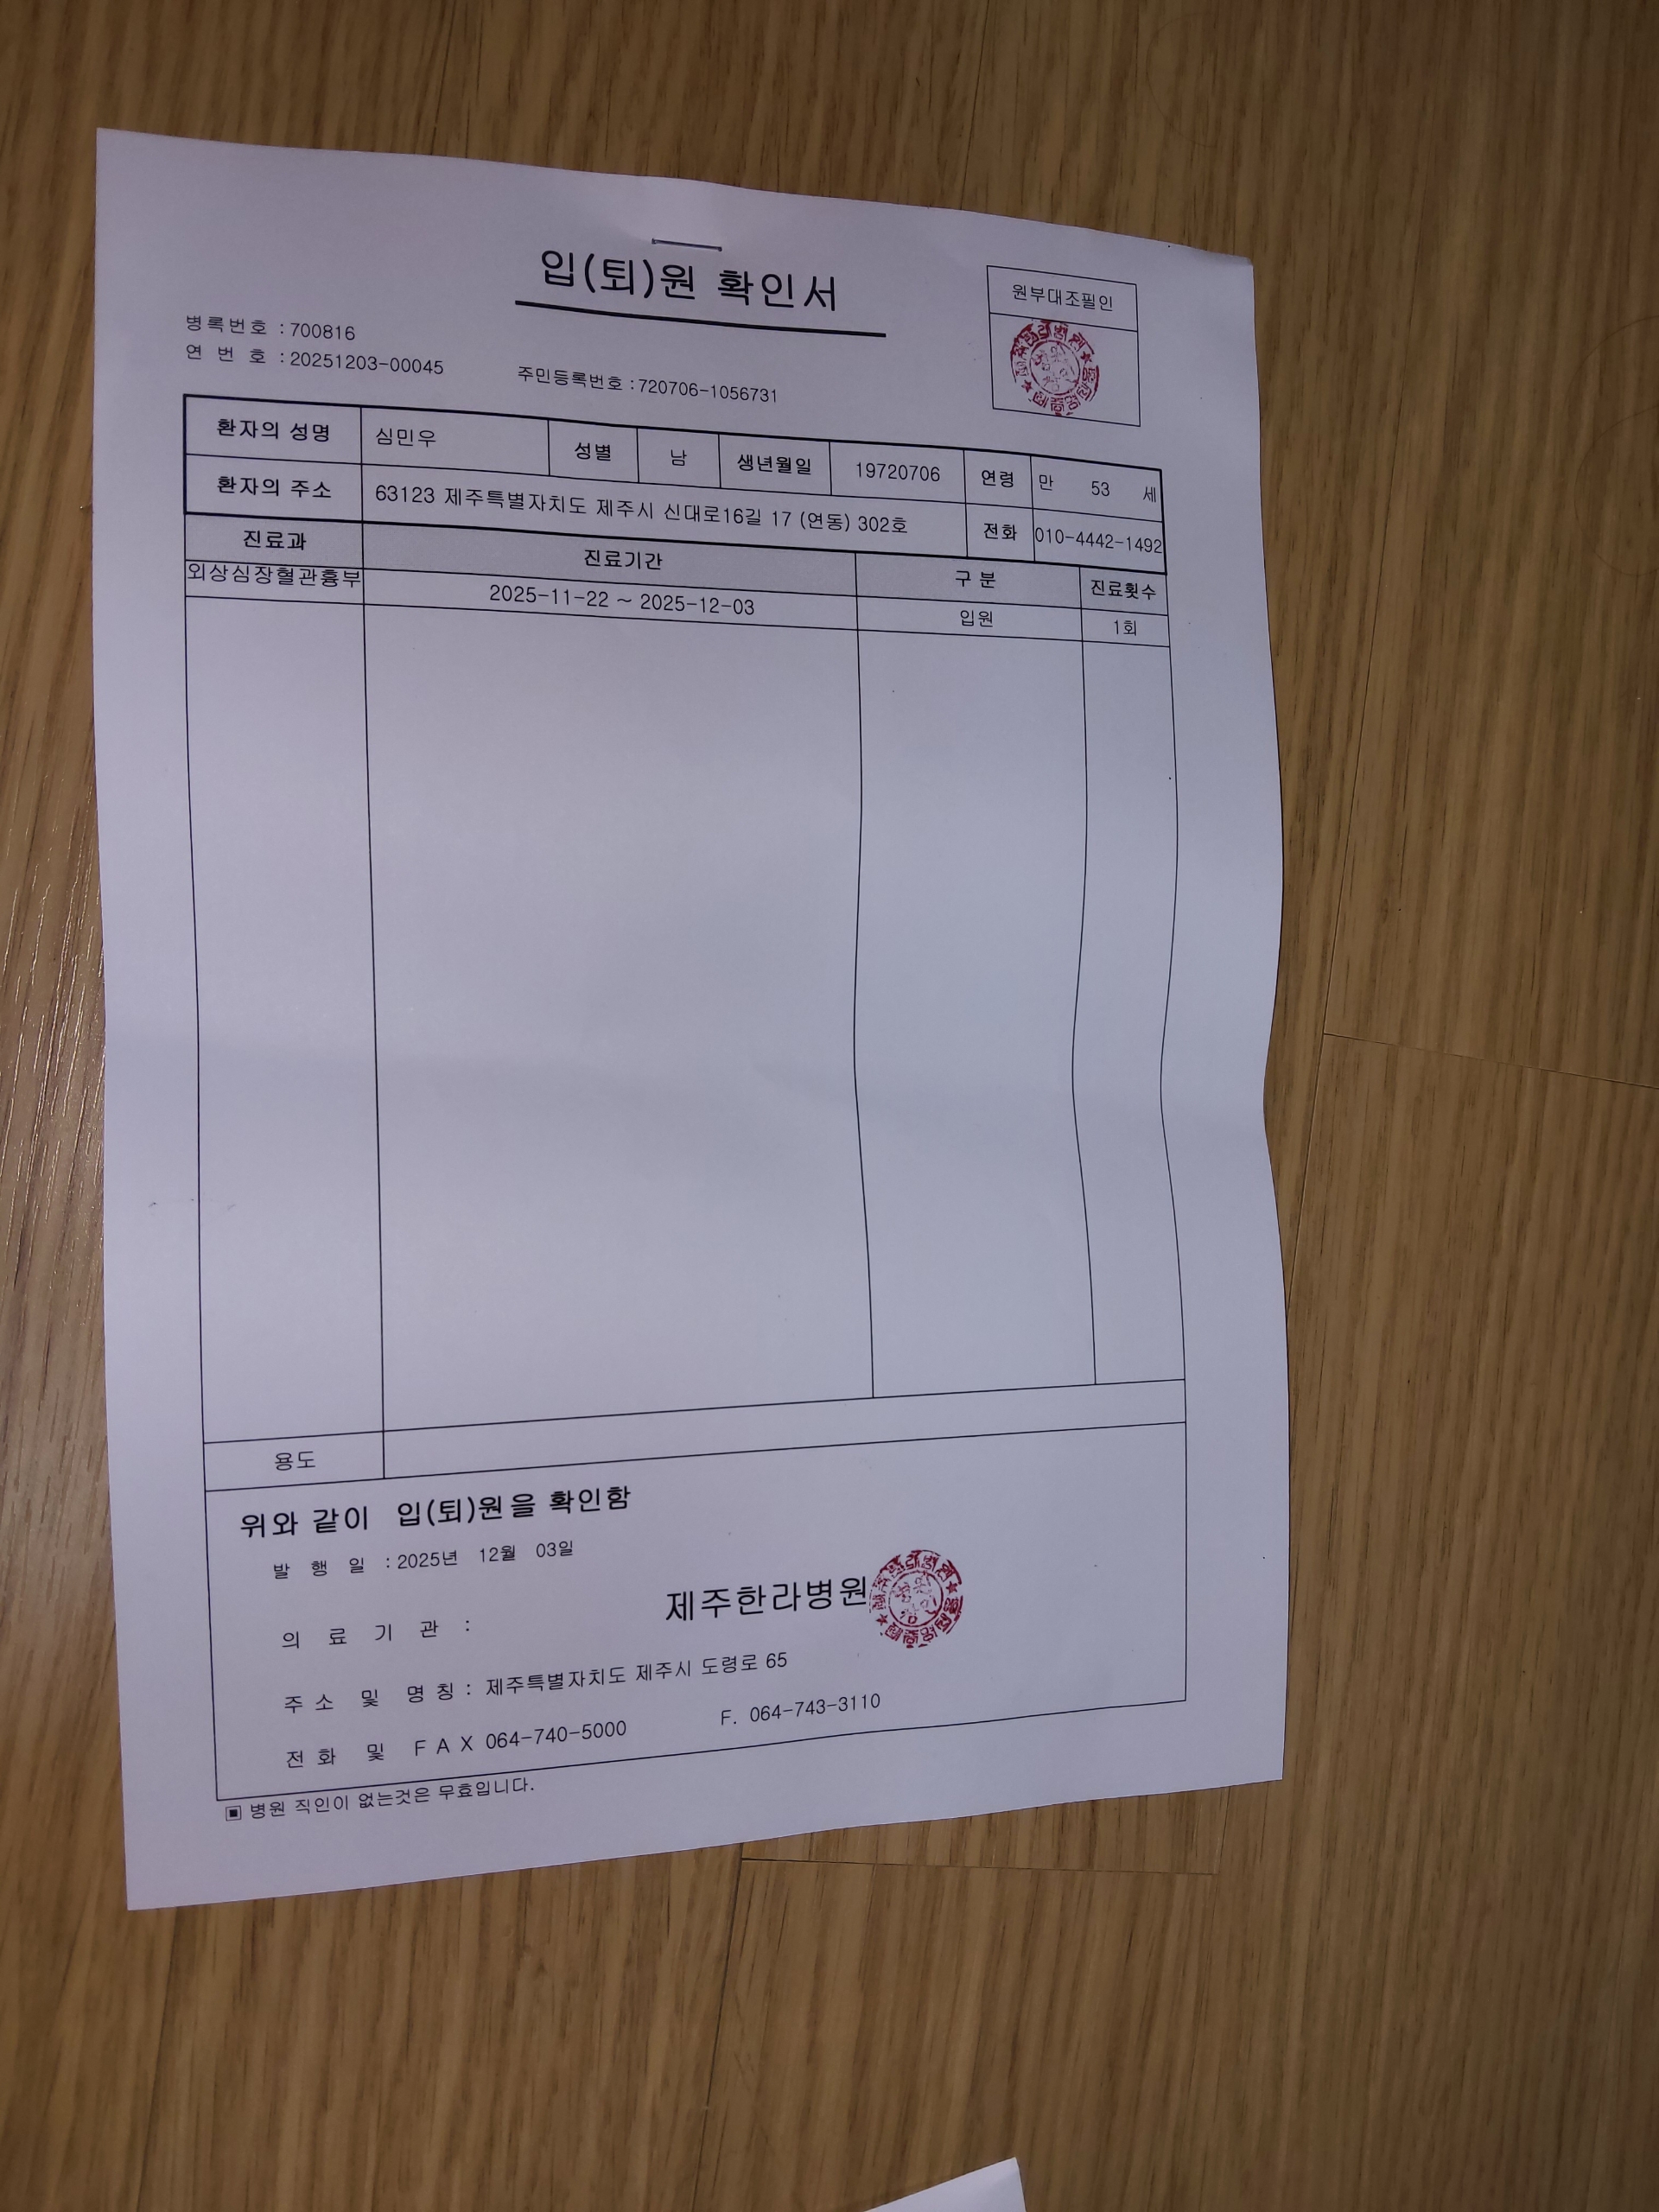 입(퇴)원 확인서
원부대조필인
병록번호 :700816
연 번 호 :20251203-00045
주민등록번호 :720706-1056731
환자의 성명 심민우 성별 남 생년월일 19720706 연령 만 53 세
환자의 주소 63123 제주특별자치도 제주시 신대로16길 17 (연동) 302호 전화 010-4442-1492
진료과 진료기간 구 분 진료횟수
외상심장혈관흉부 2025-11-22 ~ 2025-12-03 입원 1회
용도
위와 같이 입(퇴)원을 확인함
발 행 일 :2025년 12월 03일
의 료 기 관 : 제주한라병원
주 소 및 명 칭 : 제주특별자치도 제주시 도령로 65
전 화 및 F A X 064-740-5000 F. 064-743-3110
▣ 병원 직인이 없는것은 무효입니다.